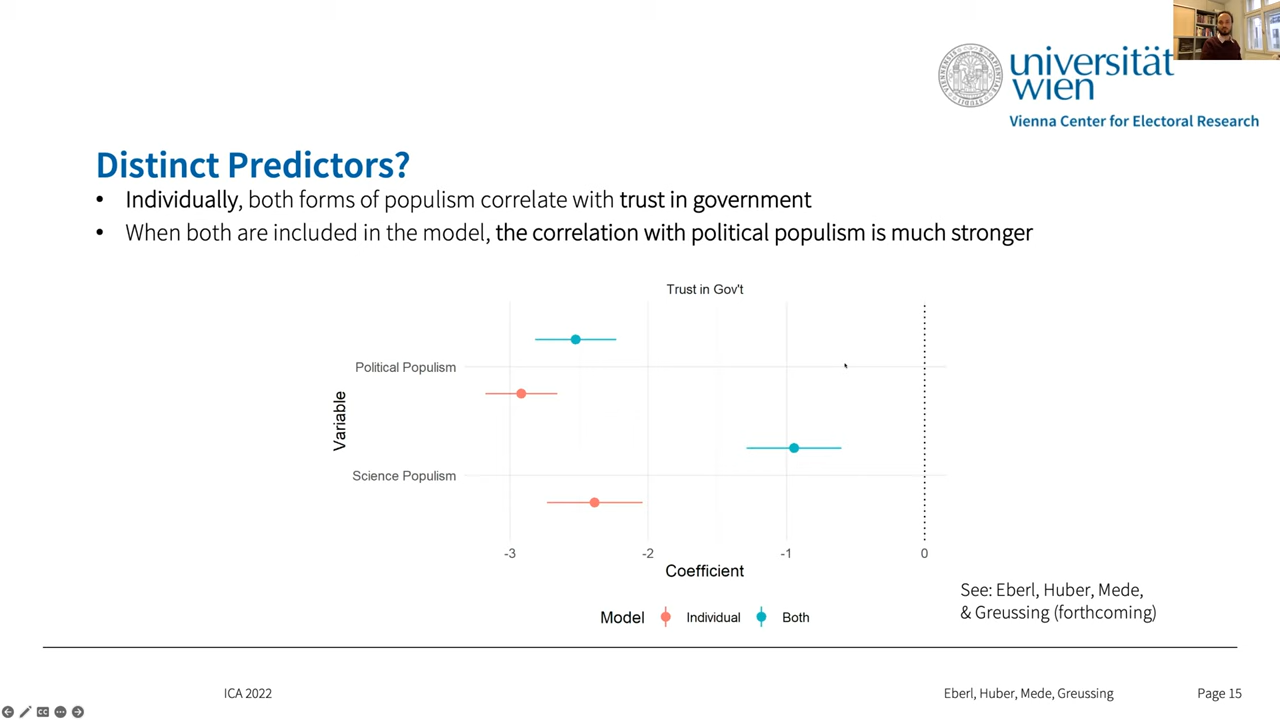 universität
wien
Vienna Center for Electoral Research
Distinct Predictors?
• Individually, both forms of populism correlate with trust in government
• When both are included in the model, the correlation with political populism is much stronger
Trust in Gov't
Political Populism
Variable
Science Populism
-3 -2 -1 0
Coefficient
Model Individual Both
See: Eberl, Huber, Mede,
& Greussing (forthcoming)
ICA 2022 Eberl, Huber, Mede, Greussing Page 15